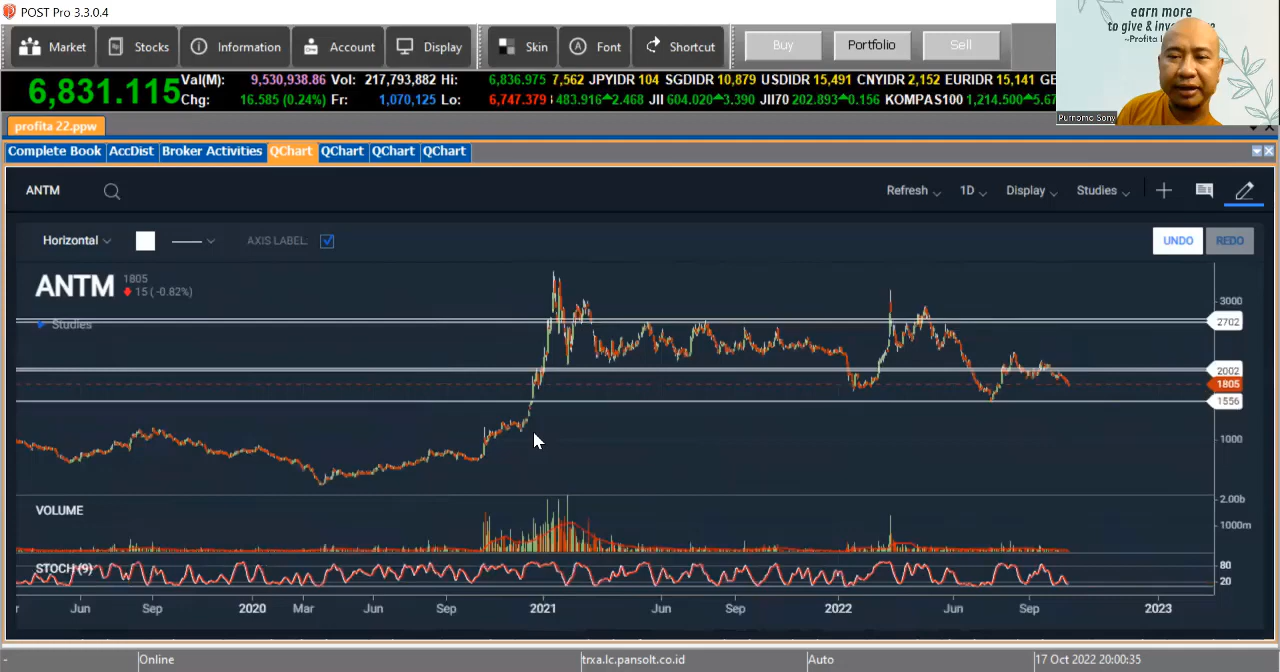 POST Pro 3.3.0.4
earn more
to give &
~Profita
Market Stocks Information Account Display Skin Font Shortcut Buy Portfolio Sell
6,831.115 Val(M): 9,530,938.86 Vol: 217,793,882 Hi: 6,836.975 7,562 JPYIDR 104 SGDIDR 10,879 USDIDR 15,491 CNYIDR 2,152 EURIDR 15,141
Chg: 16.585 (0.24%) Fr: 1,070,125 Lo: 6,747.379 483.916 2.468 JII 604.020 3.390 JII70 202.893 0.156 KOMPAS100 1,214.500
Purnomo Sony
profita 22.ppw
Complete Book AccDist Broker Activities QChart QChart QChart QChart
ANTM Refresh 1D Display Studies
Horizontal AXIS LABEL UNDO REDO
ANTM 1805
15 ( -0.82%)
Studies
3000
2702
2002
1805
1556
1000
VOLUME
2.00b
1000m
STOCH(9)
80
20
Jun Sep 2020 Mar Jun Sep 2021 Jun Sep 2022 Jun Sep 2023
- Online trxa.lc.pansolt.co.id Auto 17 Oct 2022 20:00:35